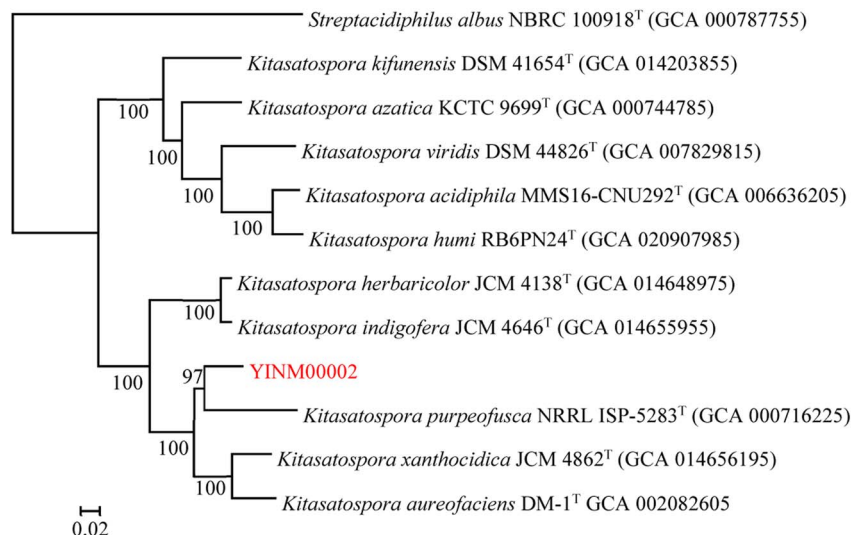 Streptacidiphilus albus NBRC 100918ᵀ (GCA 000787755)
Kitasatospora kifunensis DSM 41654ᵀ (GCA 014203855)
100
Kitasatospora azatica KCTC 9699ᵀ (GCA 000744785)
100
Kitasatospora viridis DSM 44826ᵀ (GCA 007829815)
100
Kitasatospora acidiphila MMS16-CNU292ᵀ (GCA 006636205)
100
Kitasatospora humi RB6PN24ᵀ (GCA 020907985)
Kitasatospora herbaricolor JCM 4138ᵀ (GCA 014648975)
100
Kitasatospora indigofera JCM 4646ᵀ (GCA 014655955)
97
YINM00002
100
Kitasatospora purpeofusca NRRL ISP-5283ᵀ (GCA 000716225)
100
Kitasatospora xanthocidica JCM 4862ᵀ (GCA 014656195)
100
Kitasatospora aureofaciens DM-1ᵀ GCA 002082605
0.02